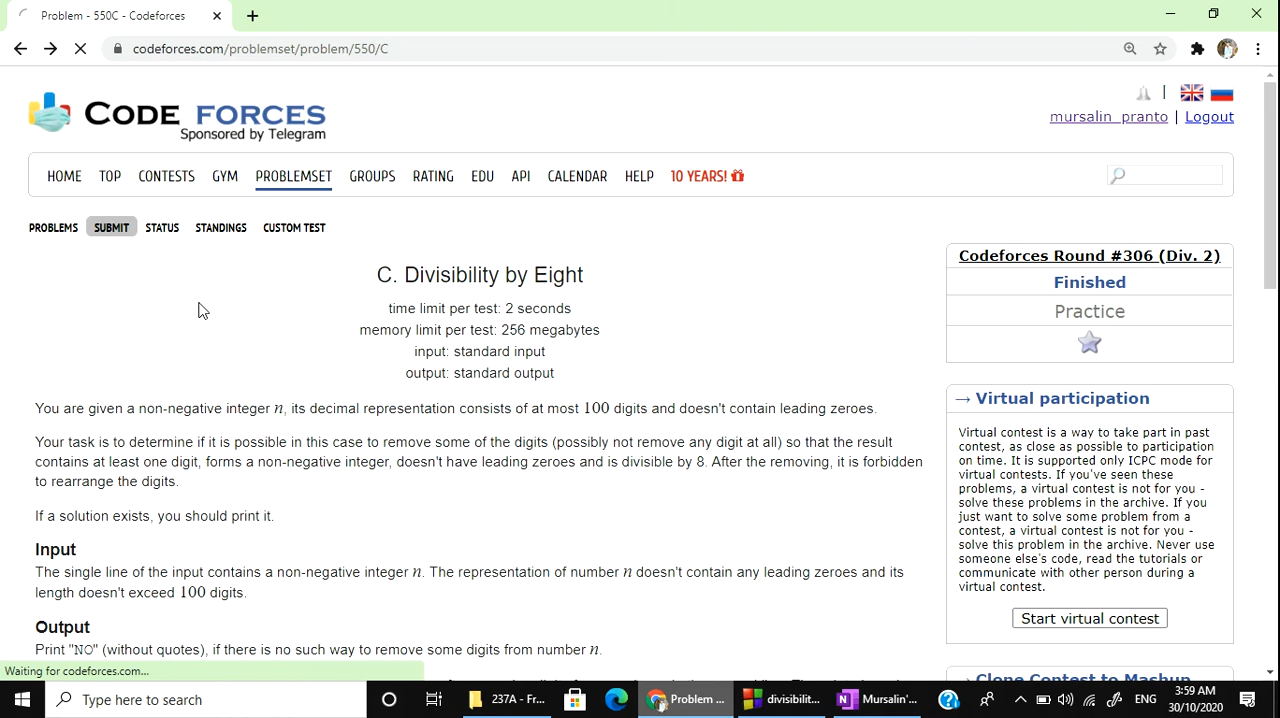 Problem - 550C - Codeforces
codeforces.com/problemset/problem/550/C
CODE FORCES
Sponsored by Telegram
mursalin_pranto | Logout
HOME TOP CONTESTS GYM PROBLEMSET GROUPS RATING EDU API CALENDAR HELP 10 YEARS!
PROBLEMS SUBMIT STATUS STANDINGS CUSTOM TEST
C. Divisibility by Eight
time limit per test: 2 seconds
memory limit per test: 256 megabytes
input: standard input
output: standard output
You are given a non-negative integer n, its decimal representation consists of at most 100 digits and doesn't contain leading zeroes.
Your task is to determine if it is possible in this case to remove some of the digits (possibly not remove any digit at all) so that the result
contains at least one digit, forms a non-negative integer, doesn't have leading zeroes and is divisible by 8. After the removing, it is forbidden
to rearrange the digits.
If a solution exists, you should print it.
Input
The single line of the input contains a non-negative integer n. The representation of number n doesn't contain any leading zeroes and its
length doesn't exceed 100 digits.
Output
Print "NO" (without quotes), if there is no such way to remove some digits from number n.
Codeforces Round #306 (Div. 2)
Finished
Practice
→ Virtual participation
Virtual contest is a way to take part in past
contest, as close as possible to participation
on time. It is supported only ICPC mode for
virtual contests. If you've seen these
problems, a virtual contest is not for you -
solve these problems in the archive. If you
just want to solve some problem from a
contest, a virtual contest is not for you -
solve this problem in the archive. Never use
someone else's code, read the tutorials or
communicate with other person during a
virtual contest.
Start virtual contest
→ Clone Contest to Mashup
Waiting for codeforces.com...
Type here to search
237A - Fr...
Problem ...
divisibilit...
Mursalin'...
ENG
3:59 AM
30/10/2020